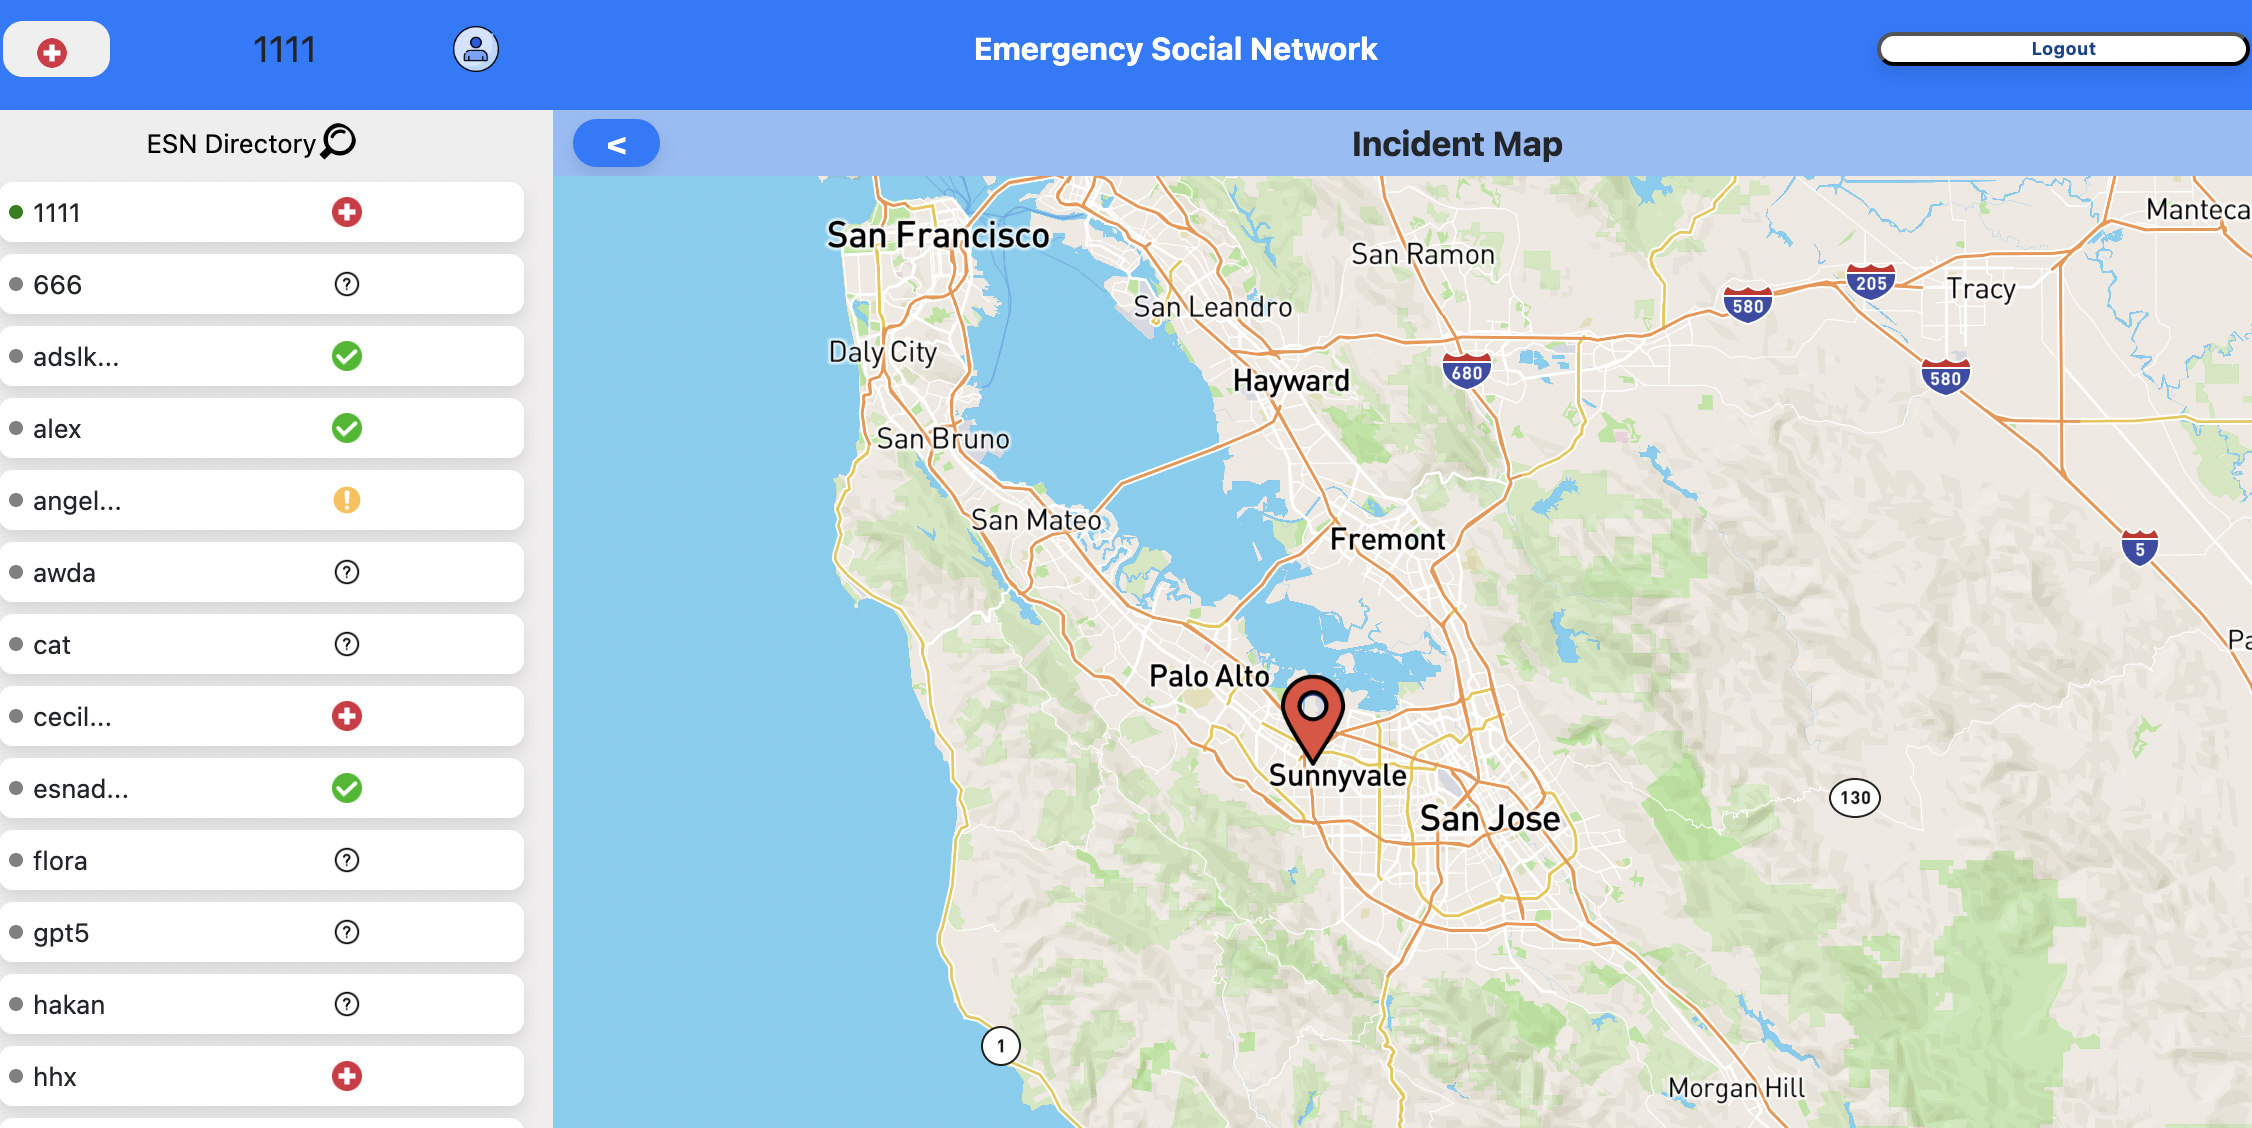 1111
Emergency Social Network
Logout
ESN Directory
1111
666
adslk...
alex
angel...
awda
cat
cecil...
esnad...
flora
gpt5
hakan
hhx
<
Incident Map
San Francisco
San Ramon
Manteca
San Leandro
580
205
Tracy
Daly City
Hayward
680
580
San Bruno
San Mateo
Fremont
5
Pa
Palo Alto
Sunnyvale
San Jose
130
1
Morgan Hill